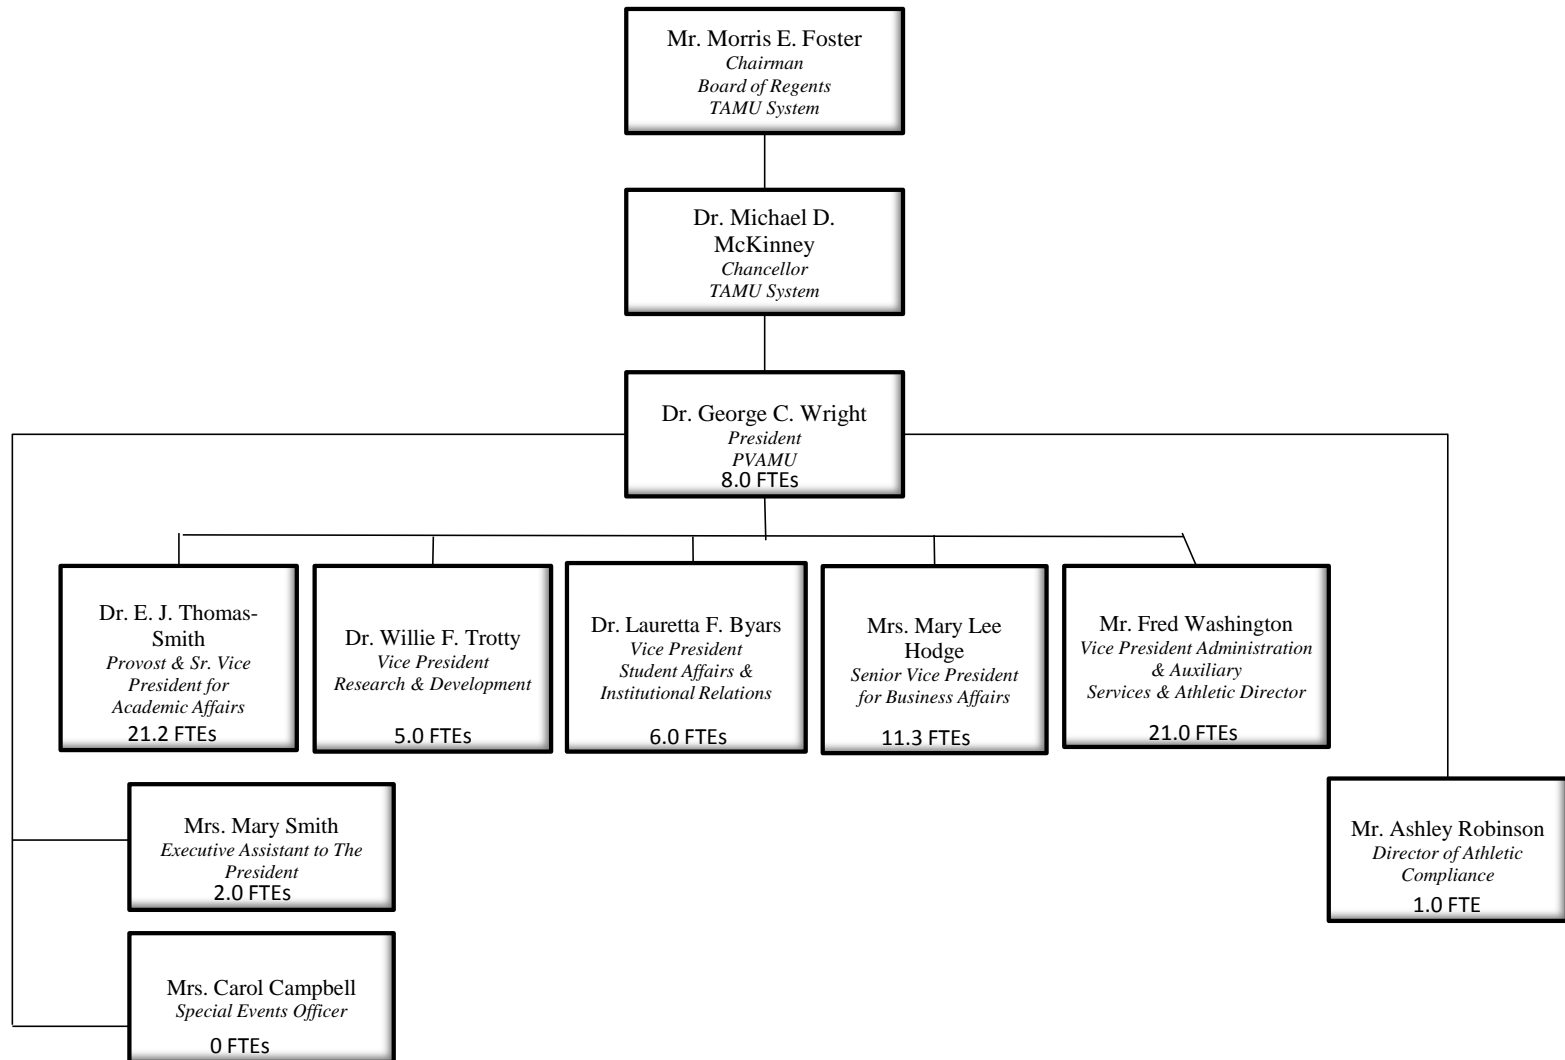 Mr. Morris E. Foster
Chairman
Board of Regents
TAMU System
Dr. Michael D.
McKinney
Chancellor
TAMU System
Dr. George C. Wright
President
PVAMU
8.0 FTEs
Dr. E. J. Thomas-
Smith
Provost & Sr. Vice
President for
Academic Affairs
21.2 FTEs
Dr. Willie F. Trotty
Vice President
Research & Development
5.0 FTEs
Dr. Lauretta F. Byars
Vice President
Student Affairs &
Institutional Relations
6.0 FTEs
Mrs. Mary Lee
Hodge
Senior Vice President
for Business Affairs
11.3 FTEs
Mr. Fred Washington
Vice President Administration
& Auxiliary
Services & Athletic Director
21.0 FTEs
Mrs. Mary Smith
Executive Assistant to The
President
2.0 FTEs
Mr. Ashley Robinson
Director of Athletic
Compliance
1.0 FTE
Mrs. Carol Campbell
Special Events Officer
0 FTEs